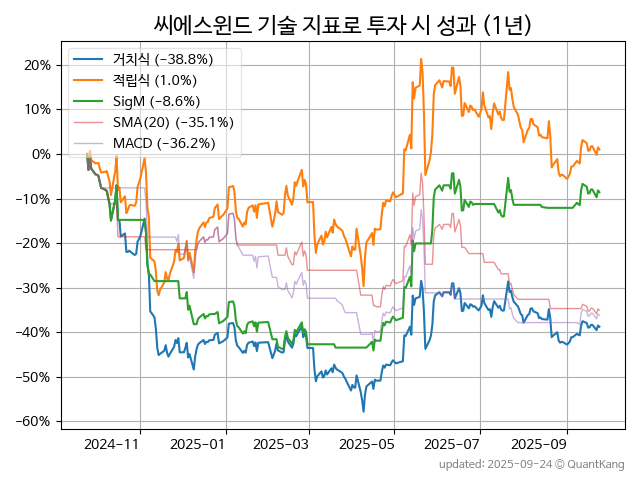 씨에스윈드 기술 지표로 투자 시 성과 (1년)
거치식 (−38.8%)
적립식 (1.0%)
SigM (−8.6%)
SMA(20) (−35.1%)
MACD (−36.2%)
20%
10%
0%
−10%
−20%
−30%
−40%
−50%
−60%
2024-11 2025-01 2025-03 2025-05 2025-07 2025-09
updated: 2025-09-24 © QuantKang